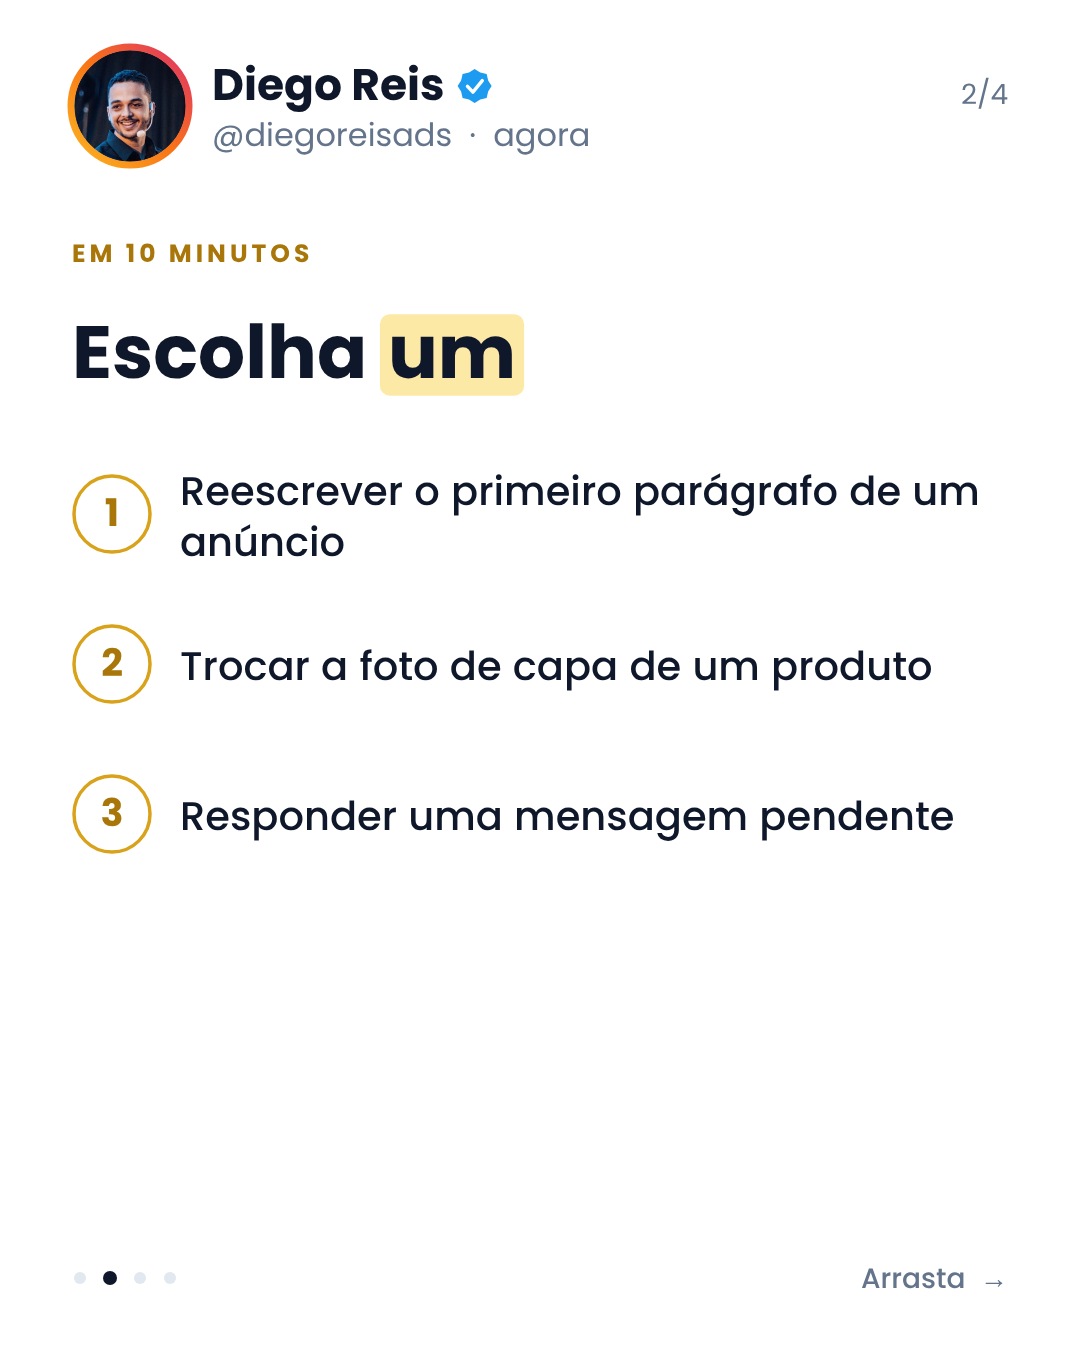 Diego Reis
@diegoreisads · agora
2/4
EM 10 MINUTOS
Escolha um
1 Reescrever o primeiro parágrafo de um
anúncio
2 Trocar a foto de capa de um produto
3 Responder uma mensagem pendente
Arrasta →